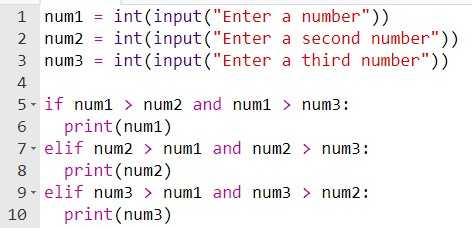 1 num1 = int(input("Enter a number"))
2 num2 = int(input("Enter a second number"))
3 num3 = int(input("Enter a third number"))
4
5 if num1 > num2 and num1 > num3:
6   print(num1)
7 elif num2 > num1 and num2 > num3:
8   print(num2)
9 elif num3 > num1 and num3 > num2:
10   print(num3)